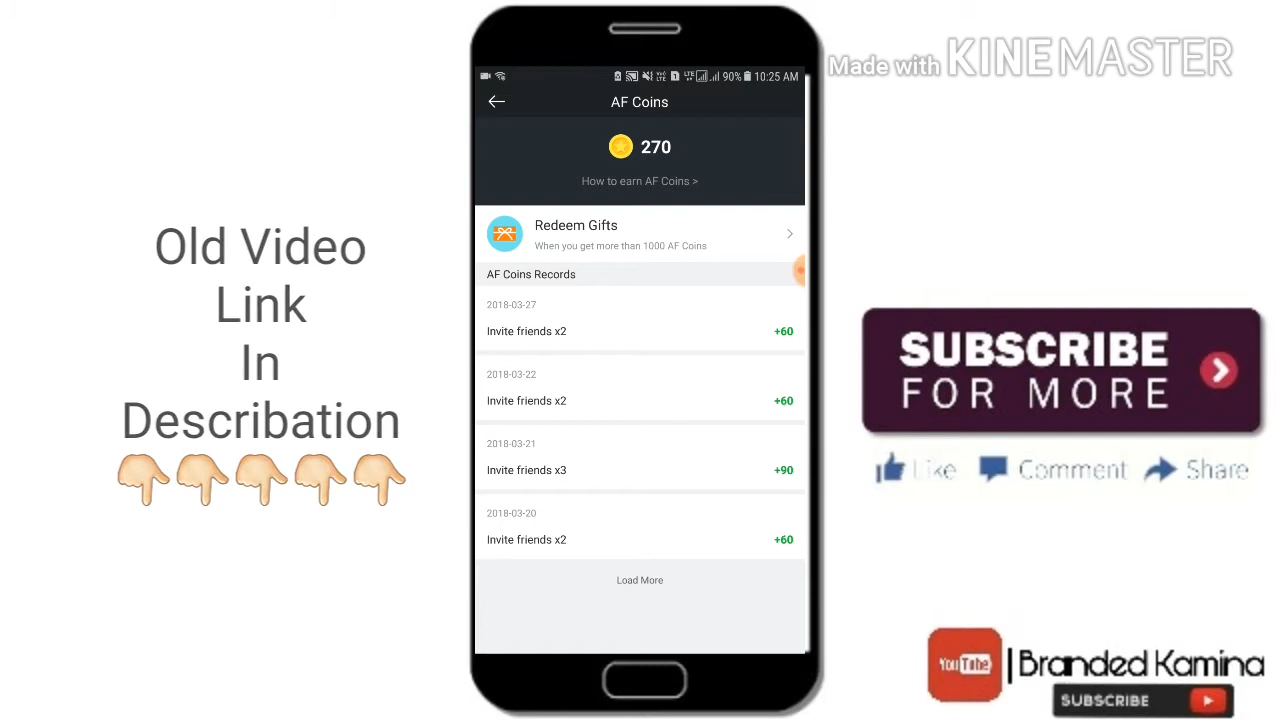 Made with KINEMASTER
90% 10:25 AM
AF Coins
270
How to earn AF Coins >
Redeem Gifts
When you get more than 1000 AF Coins
AF Coins Records
2018-03-27
Invite friends x2 +60
2018-03-22
Invite friends x2 +60
2018-03-21
Invite friends x3 +90
2018-03-20
Invite friends x2 +60
Load More
Old Video
Link
In
Describation
SUBSCRIBE
FOR MORE
Like Comment Share
YouTube
Branded Kamina
SUBSCRIBE